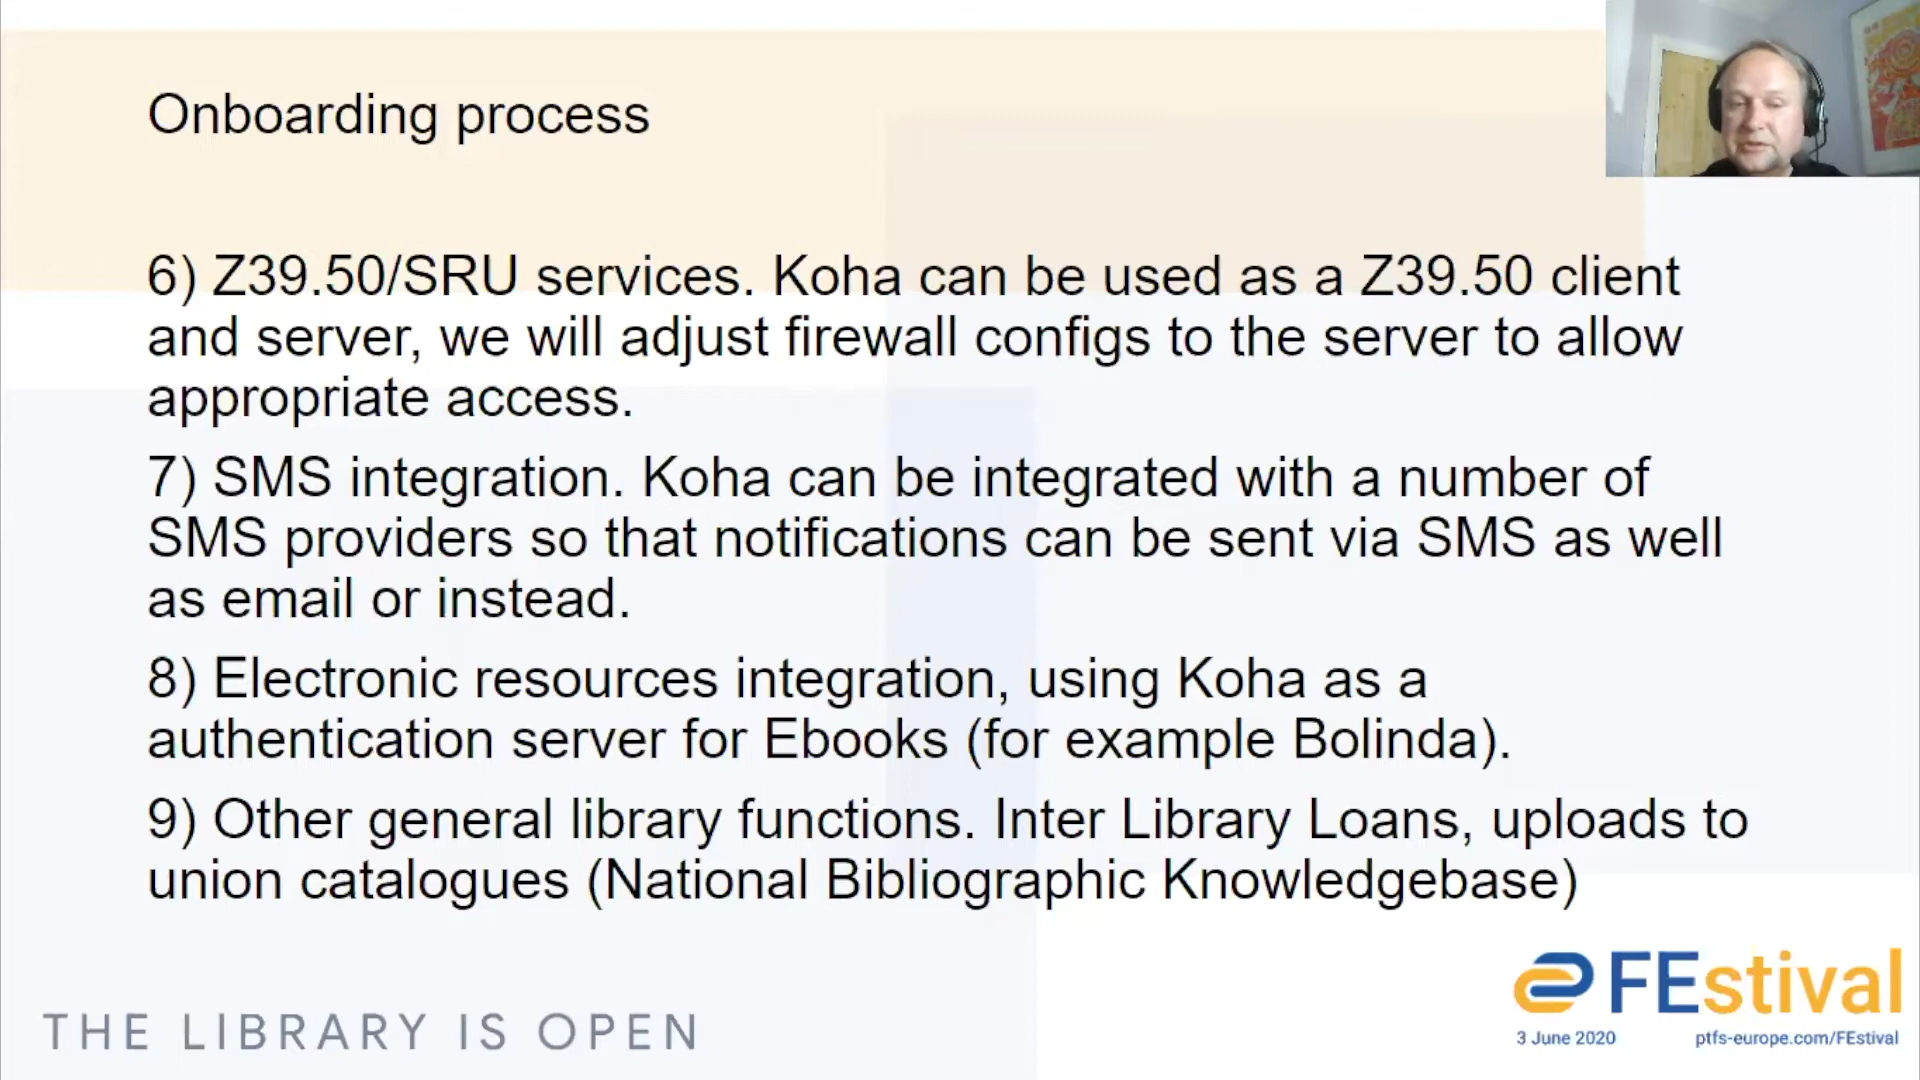 Onboarding process
6) Z39.50/SRU services. Koha can be used as a Z39.50 client
and server, we will adjust firewall configs to the server to allow
appropriate access.
7) SMS integration. Koha can be integrated with a number of
SMS providers so that notifications can be sent via SMS as well
as email or instead.
8) Electronic resources integration, using Koha as a
authentication server for Ebooks (for example Bolinda).
9) Other general library functions. Inter Library Loans, uploads to
union catalogues (National Bibliographic Knowledgebase)
FEstival
3 June 2020 ptfs-europe.com/FEstival
THE LIBRARY IS OPEN